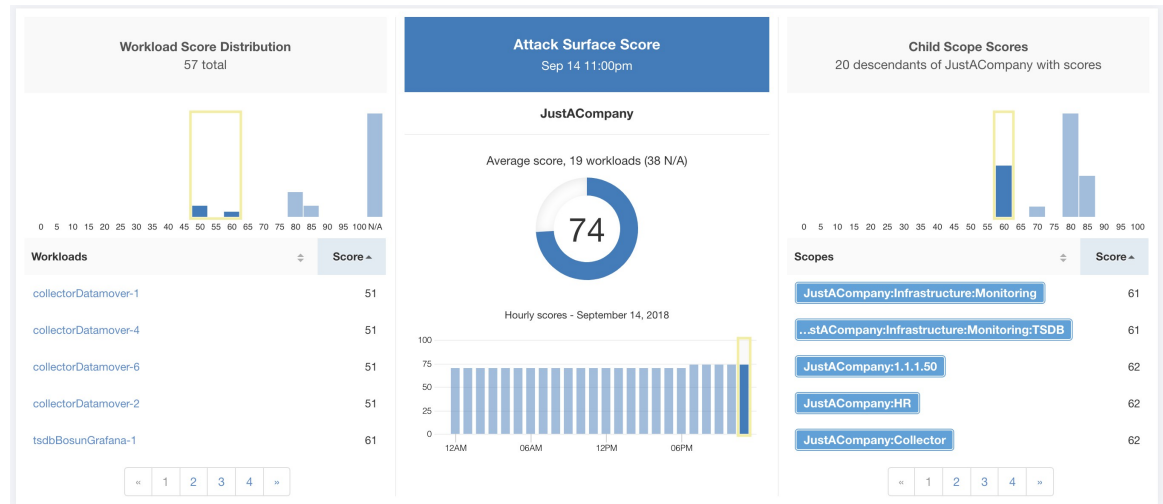 Workload Score Distribution
57 total
0 5 10 15 20 25 30 35 40 45 50 55 60 65 70 75 80 85 90 95 100 N/A
Workloads Score
collectorDatamover-1 51
collectorDatamover-4 51
collectorDatamover-6 51
collectorDatamover-2 51
tsdbBosunGrafana-1 61
« 1 2 3 4 »
Attack Surface Score
Sep 14 11:00pm
JustACompany
Average score, 19 workloads (38 N/A)
74
Hourly scores - September 14, 2018
100
75
50
25
0
12AM 06AM 12PM 06PM
Child Scope Scores
20 descendants of JustACompany with scores
0 5 10 15 20 25 30 35 40 45 50 55 60 65 70 75 80 85 90 95 100
Scopes Score
JustACompany:Infrastructure:Monitoring 61
...stACompany:Infrastructure:Monitoring:TSDB 61
JustACompany:1.1.1.50 62
JustACompany:HR 62
JustACompany:Collector 62
« 1 2 3 4 »